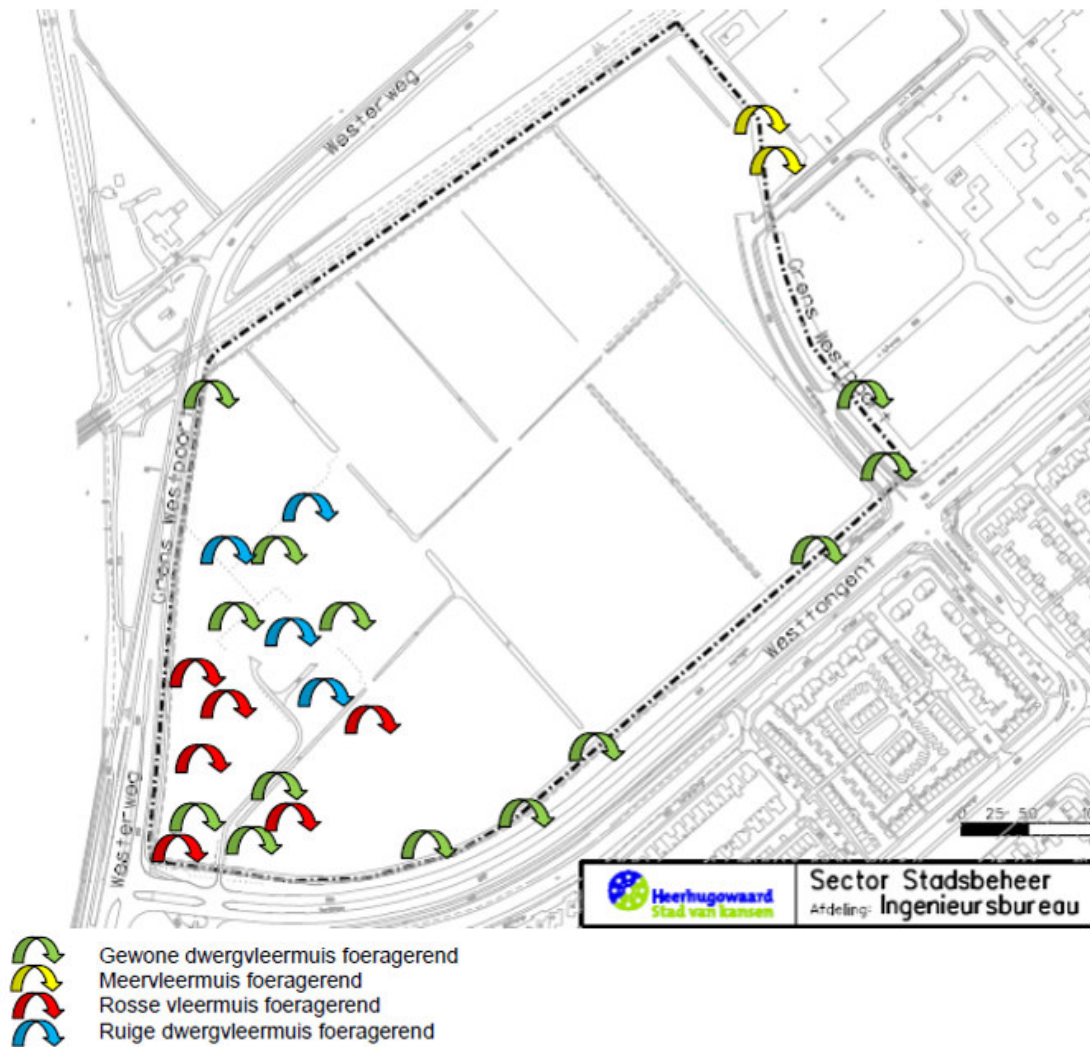 Westerweg
Grens Westpoort
Grens Westpoort
Westtangent
Westerweg
0 25 50
Heerhugowaard
Stad van kansen
Sector Stadsbeheer
Afdeling: Ingenieursbureau
Gewone dwergvleermuis foeragerend
Meervleermuis foeragerend
Rosse vleermuis foeragerend
Ruige dwergvleermuis foeragerend